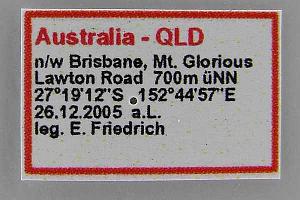 Australia - QLD
n/w Brisbane, Mt. Glorious
Lawton Road 700m üNN
27°19'12"S 152°44'57"E
26.12.2005 a.L.
leg. E. Friedrich